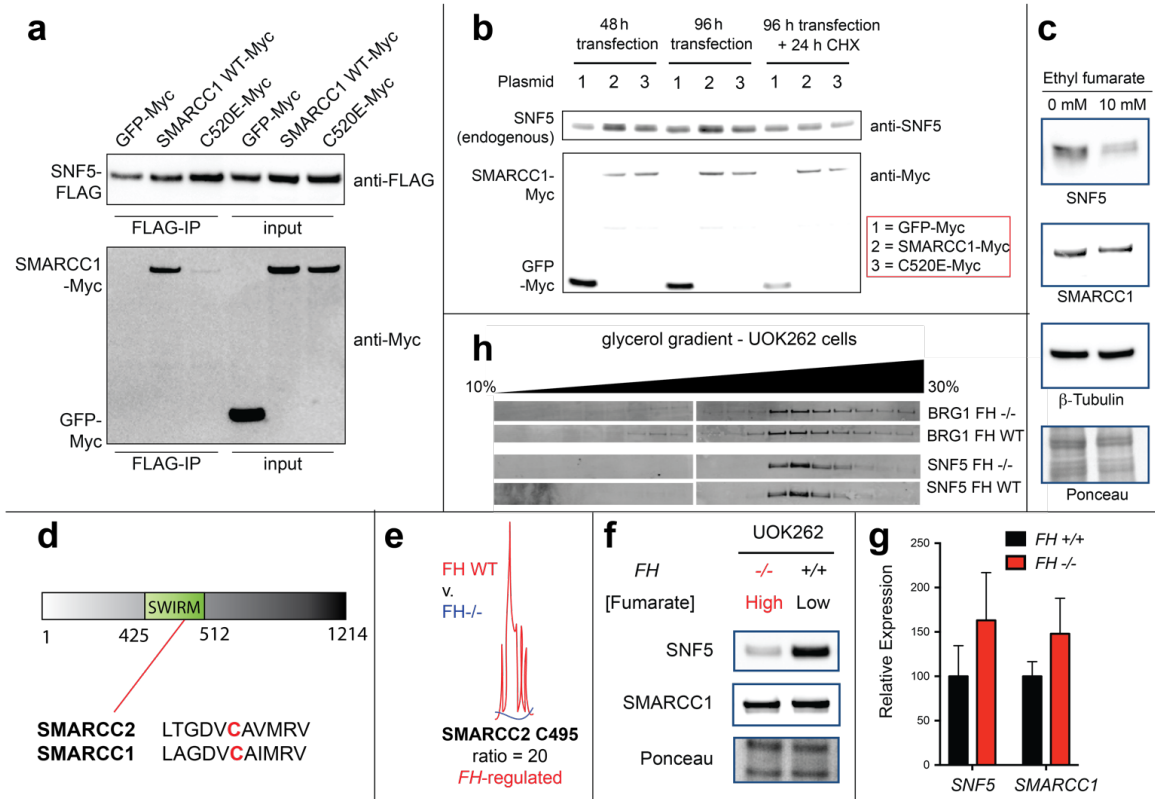 a
GFP-Myc
SMARCC1 WT-Myc
C520E-Myc
GFP-Myc
SMARCC1 WT-Myc
C520E-Myc
SNF5-
FLAG
anti-FLAG
FLAG-IP input
SMARCC1
-Myc
anti-Myc
GFP-
Myc
FLAG-IP input
b
48 h
transfection
96 h
transfection
96 h transfection
+ 24 h CHX
Plasmid 1 2 3 1 2 3 1 2 3
SNF5
(endogenous)
anti-SNF5
SMARCC1-
Myc
anti-Myc
1 = GFP-Myc
2 = SMARCC1-Myc
3 = C520E-Myc
GFP
-Myc
c
Ethyl fumarate
0 mM 10 mM
SNF5
SMARCC1
β-Tubulin
Ponceau
h
glycerol gradient - UOK262 cells
10% 30%
BRG1 FH -/-
BRG1 FH WT
SNF5 FH -/-
SNF5 FH WT
d
SWIRM
1 425 512 1214
SMARCC2 LTGDVCAVMRV
SMARCC1 LAGDVCAIMRV
e
FH WT
v.
FH-/-
SMARCC2 C495
ratio = 20
FH-regulated
f
UOK262
FH -/- +/+
[Fumarate] High Low
SNF5
SMARCC1
Ponceau
g
FH +/+
FH -/-
Relative Expression
250
200
150
100
50
0
SNF5 SMARCC1